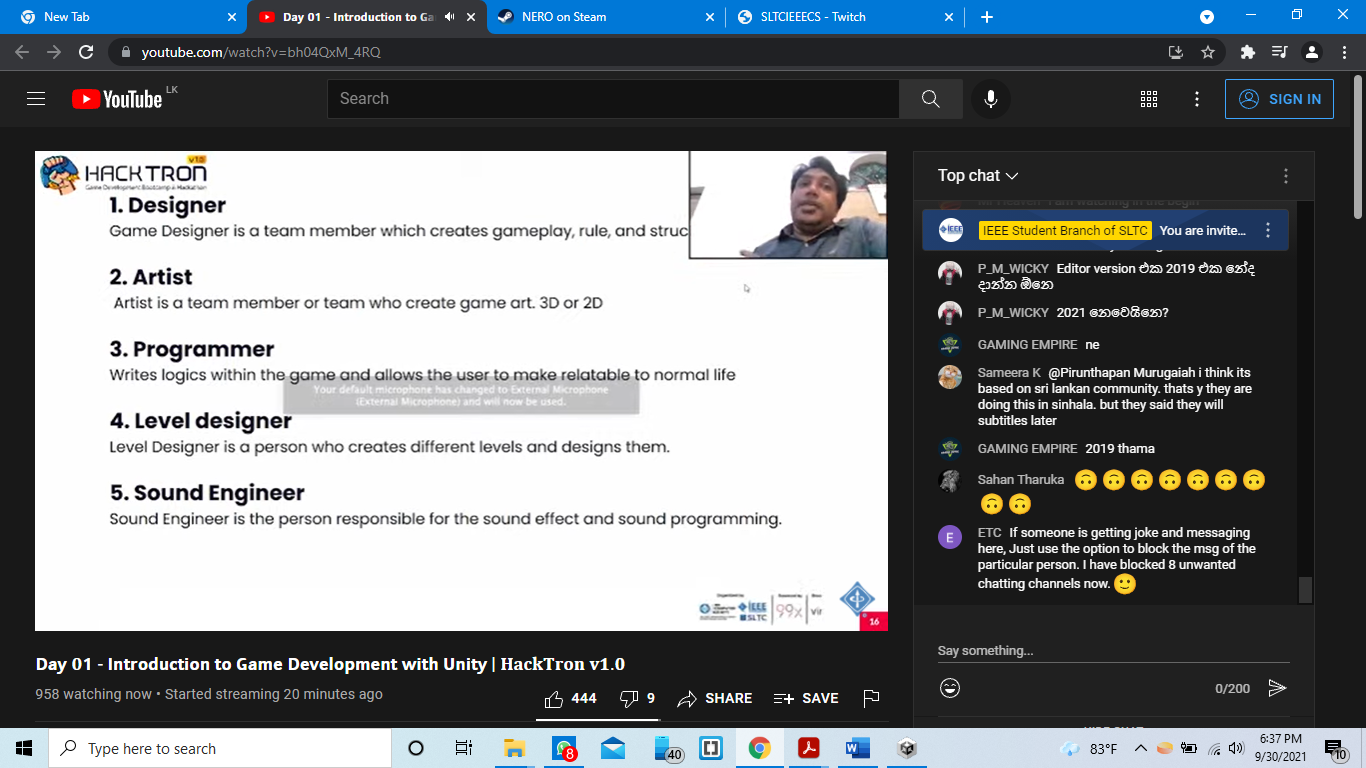 New Tab
Day 01 - Introduction to Ga
NERO on Steam
SLTCIEEECS - Twitch
youtube.com/watch?v=bh04QxM_4RQ
YouTube LK
Search
SIGN IN
HACKTRON v1.0
Game Development Bootcamp & Hackathon
1. Designer
Game Designer is a team member which creates gameplay, rule, and struc
2. Artist
Artist is a team member or team who create game art. 3D or 2D
3. Programmer
Writes logics within the game and allows the user to make relatable to normal life
Your default microphone has changed to External Microphone
(External Microphone) and will now be used.
4. Level designer
Level Designer is a person who creates different levels and designs them.
5. Sound Engineer
Sound Engineer is the person responsible for the sound effect and sound programming.
IEEE
SLTC
99x
Vir
16
Day 01 - Introduction to Game Development with Unity | HackTron v1.0
958 watching now • Started streaming 20 minutes ago
444
9
SHARE
SAVE
Top chat
Mr Heaven I am watching in the begin
IEEE Student Branch of SLTC You are invite...
P_M_WICKY Editor version එක 2019 එක නේද
දාන්න ඕනෙ
P_M_WICKY 2021 නෙවෙයිනෙ?
GAMING EMPIRE ne
Sameera K @Pirunthapan Murugaiah i think its
based on sri lankan community. thats y they are
doing this in sinhala. but they said they will
subtitles later
GAMING EMPIRE 2019 thama
Sahan Tharuka 🙃🙃🙃🙃🙃🙃🙃🙃
🙃🙃
E
ETC If someone is getting joke and messaging
here, Just use the option to block the msg of the
particular person. I have blocked 8 unwanted
chatting channels now. 🙂
Say something...
0/200
Type here to search
8
40
83°F
6:37 PM
9/30/2021
10